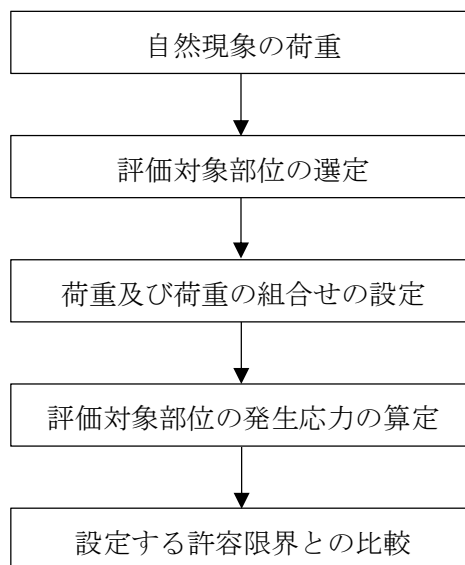 自然現象の荷重
評価対象部位の選定
荷重及び荷重の組合せの設定
評価対象部位の発生応力の算定
設定する許容限界との比較